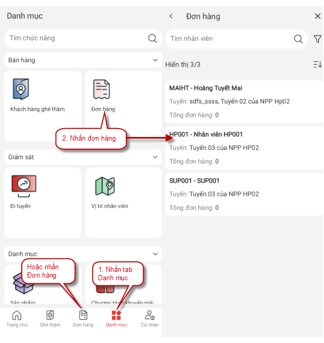 Danh mục
Tìm chức năng
Bán hàng
Khách hàng ghé thăm
Đơn hàng
2. Nhấn đơn hàng
Giám sát
Đi tuyến
Vị trí nhân viên
Danh mục
Hoặc nhấn
Đơn hàng
1. Nhấn tab
Danh mục
Sản phẩm
Chương trình khuyến mãi
Trang chủ
Ghé thăm
Đơn hàng
Danh mục
Cá nhân
Đơn hàng
Tìm nhân viên
Hiển thị 3/3
MAIHT - Hoàng Tuyết Mai
Tuyến: sdfs_ssss, Tuyến 02 của NPP Hp02
Tổng đơn hàng: 0
HP001 - Nhân viên HP001
Tuyến: Tuyến 03 của NPP HP02
Tổng đơn hàng: 0
SUP001 - SUP001
Tuyến: Tuyến 03 của NPP HP02
Tổng đơn hàng: 0